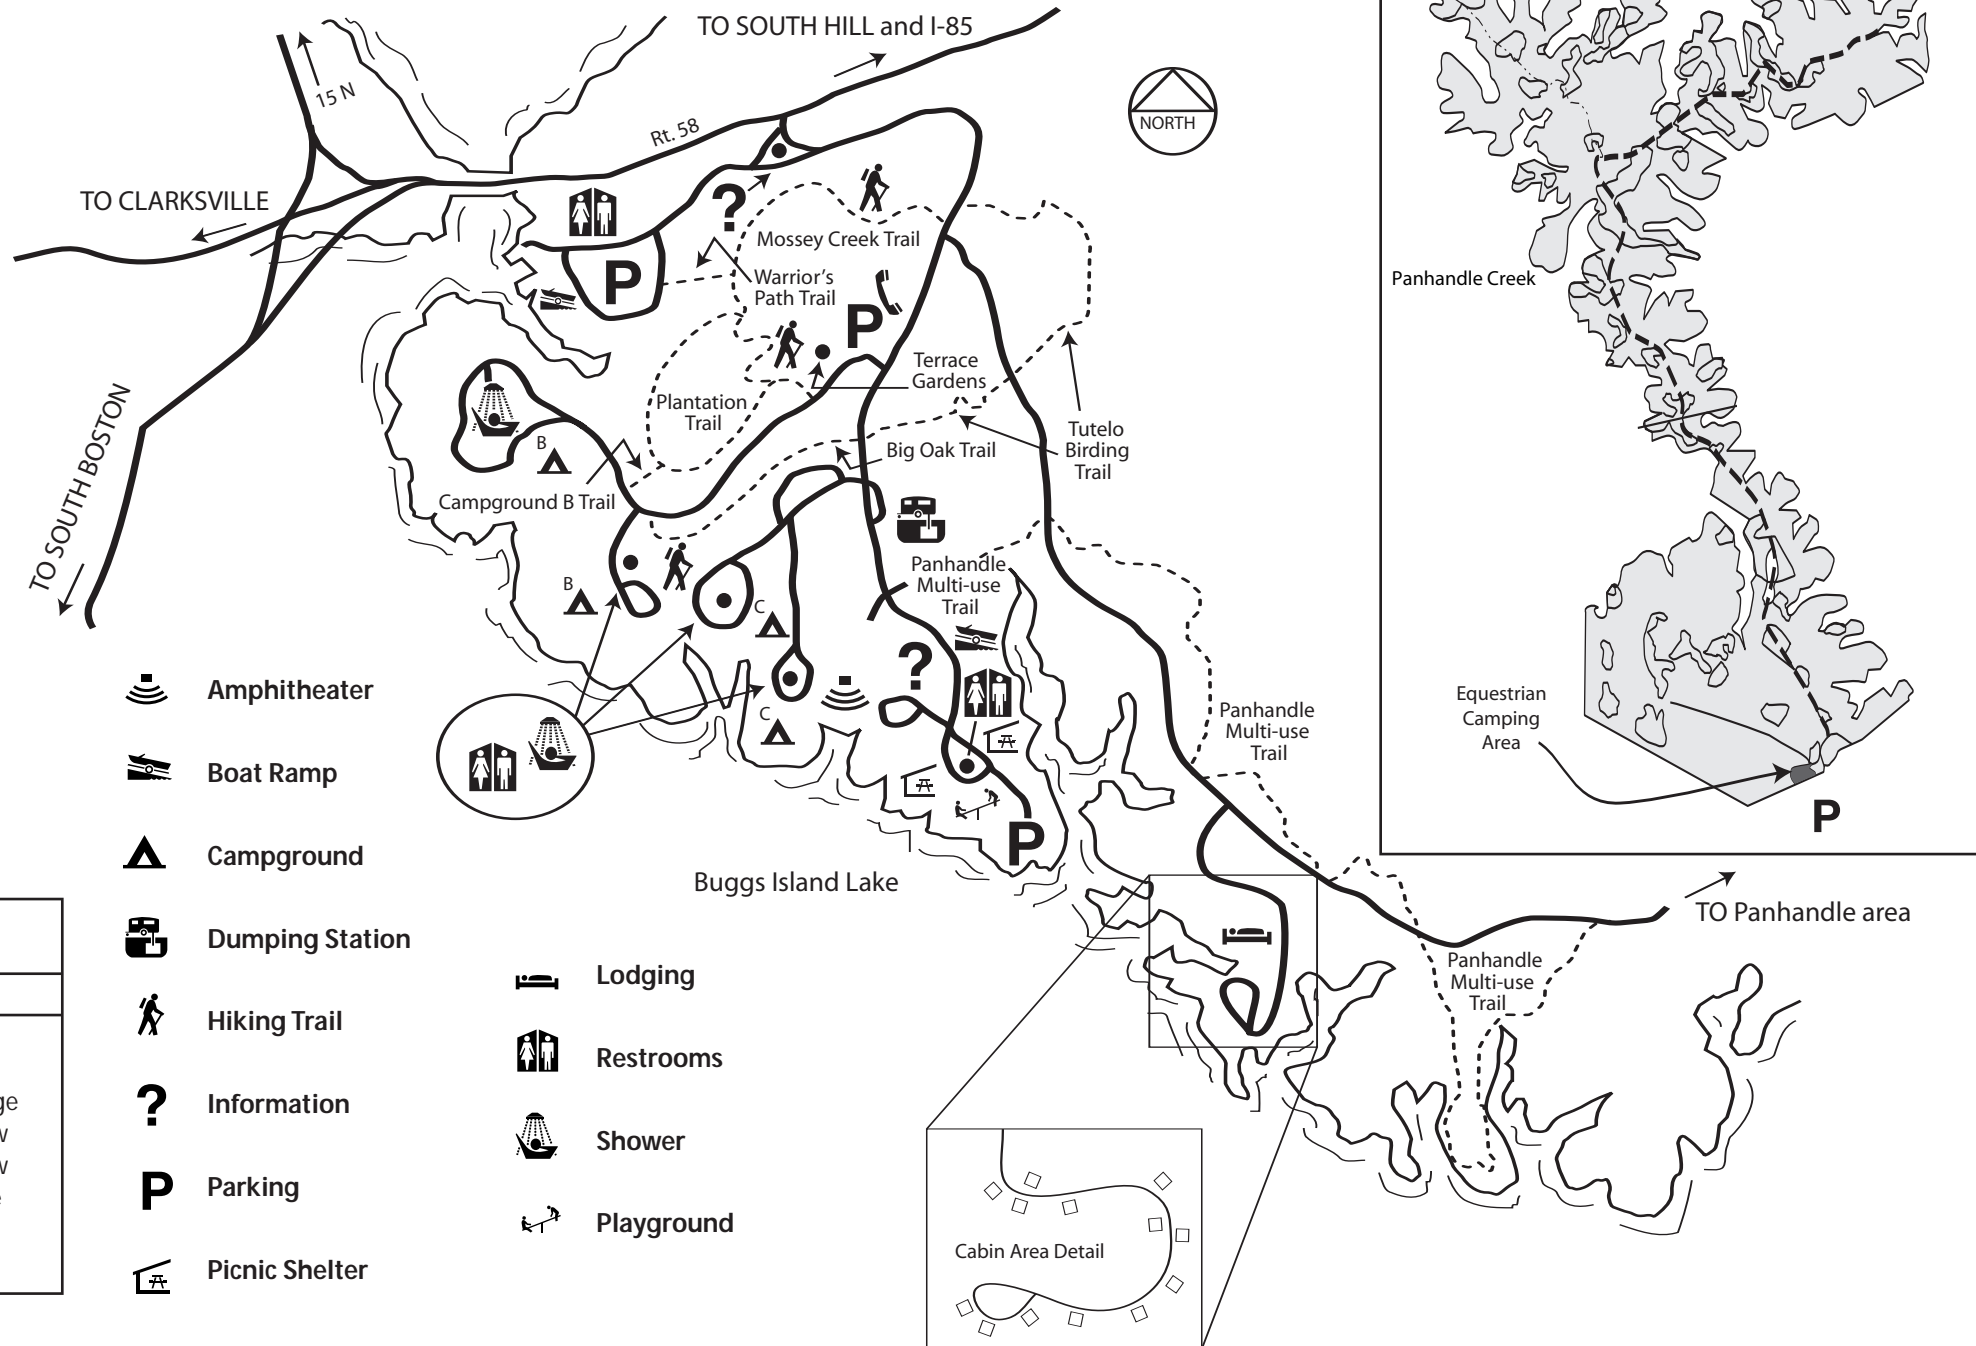 TO SOUTH HILL and I-85
15 N
Rt. 58
NORTH
TO CLARKSVILLE
?
Mossey Creek Trail
Warrior's
Path Trail
P
P
Panhandle Creek
Terrace
Gardens
Plantation
Trail
TO SOUTH BOSTON
B
Campground B Trail
Big Oak Trail
Tutelo
Birding
Trail
Panhandle
Multi-use
Trail
B
C
?
C
P
Panhandle
Multi-use
Trail
Equestrian
Camping
Area
P
Buggs Island Lake
TO Panhandle area
Panhandle
Multi-use
Trail
Cabin Area Detail
Amphitheater
Boat Ramp
Campground
Dumping Station
Hiking Trail
? Information
P Parking
Picnic Shelter
Lodging
Restrooms
Shower
Playground